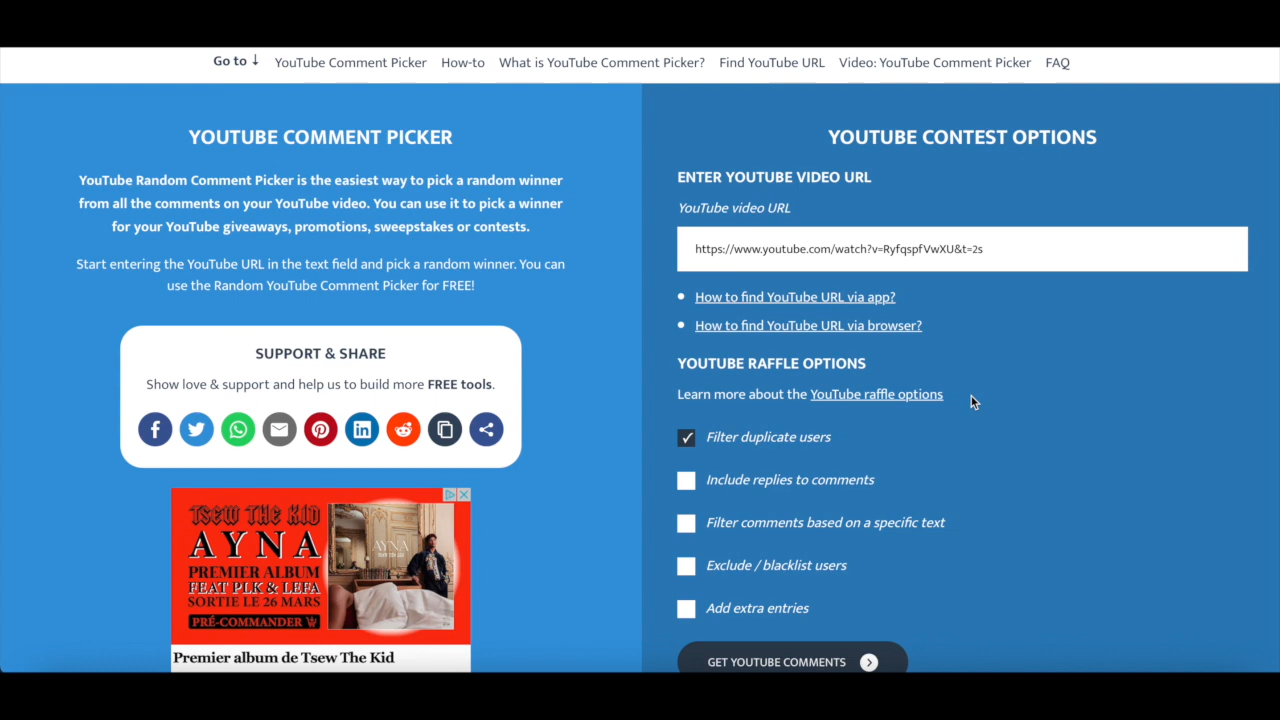 Go to ↓ YouTube Comment Picker How-to What is YouTube Comment Picker? Find YouTube URL Video: YouTube Comment Picker FAQ
YOUTUBE COMMENT PICKER
YouTube Random Comment Picker is the easiest way to pick a random winner
from all the comments on your YouTube video. You can use it to pick a winner
for your YouTube giveaways, promotions, sweepstakes or contests.
Start entering the YouTube URL in the text field and pick a random winner. You can
use the Random YouTube Comment Picker for FREE!
SUPPORT & SHARE
Show love & support and help us to build more FREE tools.
TSEW THE KID
AYNA
PREMIER ALBUM
FEAT PLK & LEFA
SORTIE LE 26 MARS
PRÉ-COMMANDER
AYNA
TSEW THE KID
Premier album de Tsew The Kid
YOUTUBE CONTEST OPTIONS
ENTER YOUTUBE VIDEO URL
YouTube video URL
https://www.youtube.com/watch?v=RyfqspfVwXU&t=2s
How to find YouTube URL via app?
How to find YouTube URL via browser?
YOUTUBE RAFFLE OPTIONS
Learn more about the YouTube raffle options
Filter duplicate users
Include replies to comments
Filter comments based on a specific text
Exclude / blacklist users
Add extra entries
GET YOUTUBE COMMENTS